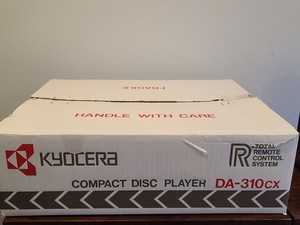 FRAGILE
HANDLE WITH CARE
KYOCERA
R TOTAL
REMOTE
CONTROL
SYSTEM
COMPACT DISC PLAYER DA-310CX